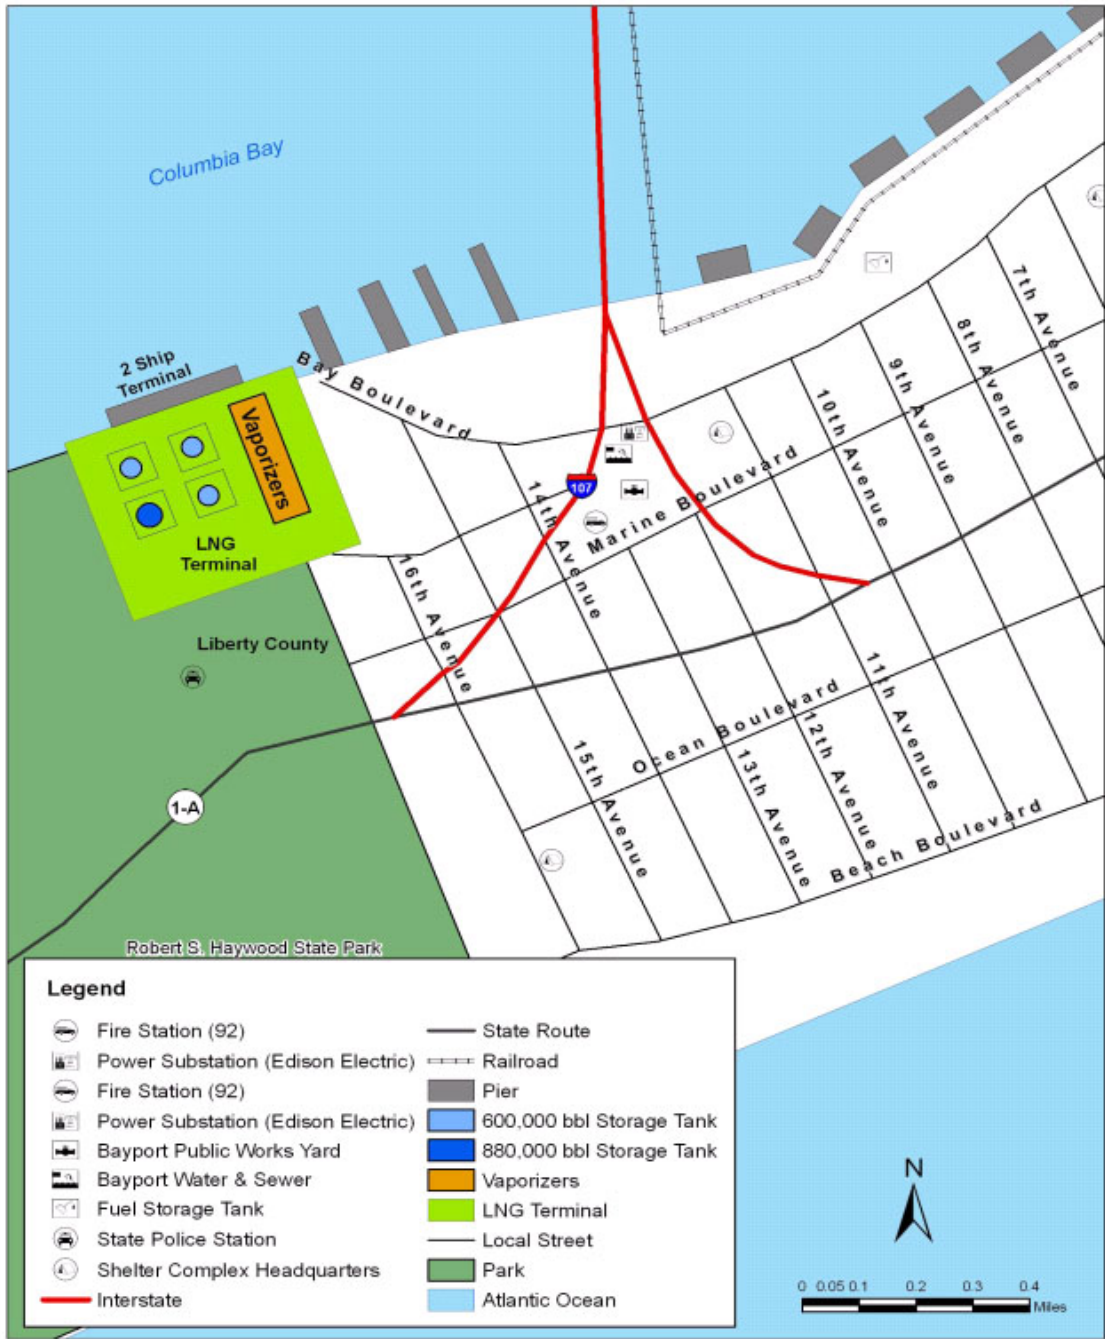 Columbia Bay
2 Ship
Terminal
Bay Boulevard
Vaporizers
LNG
Terminal
107
Marine Boulevard
7th Avenue
8th Avenue
9th Avenue
10th Avenue
14th Avenue
16th Avenue
Liberty County
11th Avenue
Ocean Boulevard
12th Avenue
13th Avenue
15th Avenue
1-A
Beach Boulevard
Robert S. Haywood State Park
Legend
Fire Station (92)
Power Substation (Edison Electric)
Fire Station (92)
Power Substation (Edison Electric)
Bayport Public Works Yard
Bayport Water & Sewer
Fuel Storage Tank
State Police Station
Shelter Complex Headquarters
Interstate
State Route
Railroad
Pier
600,000 bbl Storage Tank
880,000 bbl Storage Tank
Vaporizers
LNG Terminal
Local Street
Park
Atlantic Ocean
N
0 0.05 0.1 0.2 0.3 0.4
Miles